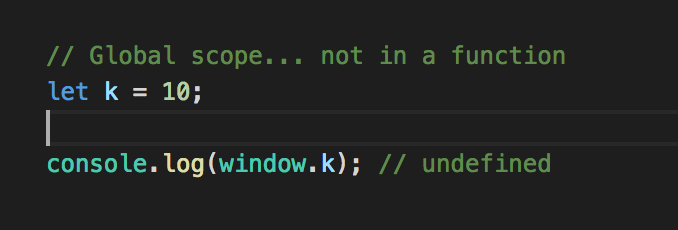 // Global scope... not in a function
let k = 10;
console.log(window.k); // undefined